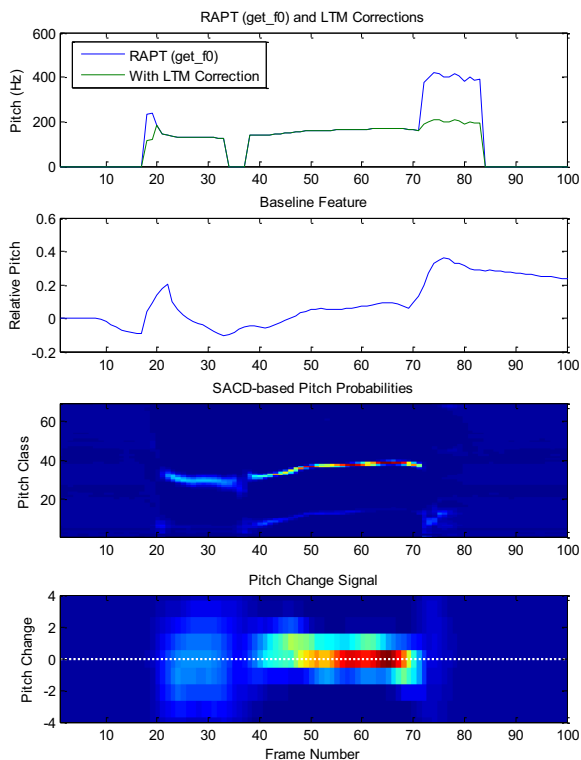 RAPT (get_f0) and LTM Corrections
600
400
200
0
Pitch (Hz)
RAPT (get_f0)
With LTM Correction
10 20 30 40 50 60 70 80 90 100
Baseline Feature
0.6
0.4
0.2
0
-0.2
Relative Pitch
10 20 30 40 50 60 70 80 90 100
SACD-based Pitch Probabilities
60
40
20
Pitch Class
10 20 30 40 50 60 70 80 90 100
Pitch Change Signal
4
2
0
-2
-4
Pitch Change
10 20 30 40 50 60 70 80 90 100
Frame Number